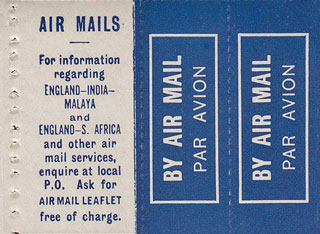 AIR MAILS
For information
regarding
ENGLAND—INDIA—
MALAYA
and
ENGLAND—S. AFRICA
and other air
mail services,
enquire at local
P.O. Ask for
AIR MAIL LEAFLET
free of charge.
BY AIR MAIL
PAR AVION
BY AIR MAIL
PAR AVION